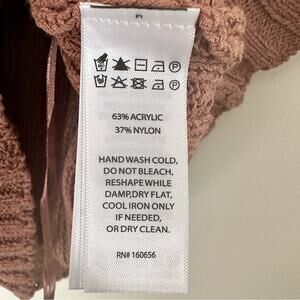 63% ACRYLIC
37% NYLON
HAND WASH COLD,
DO NOT BLEACH,
RESHAPE WHILE
DAMP,DRY FLAT,
COOL IRON ONLY
IF NEEDED,
OR DRY CLEAN.
RN# 160656